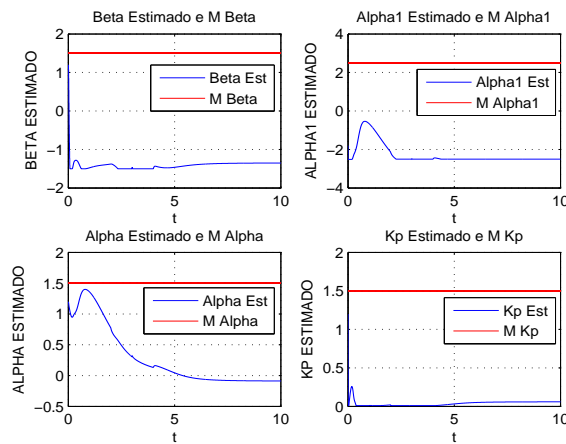 Beta Estimado e M Beta
BETA ESTIMADO
2
1
0
−1
−2
0
5
10
t
Beta Est
M Beta
Alpha1 Estimado e M Alpha1
ALPHA1 ESTIMADO
4
2
0
−2
−4
0
5
10
t
Alpha1 Est
M Alpha1
Alpha Estimado e M Alpha
ALPHA ESTIMADO
2
1.5
1
0.5
0
−0.5
0
5
10
Alpha Est
M Alpha
Kp Estimado e M Kp
KP ESTIMADO
2
1.5
1
0.5
0
0
5
10
Kp Est
M Kp